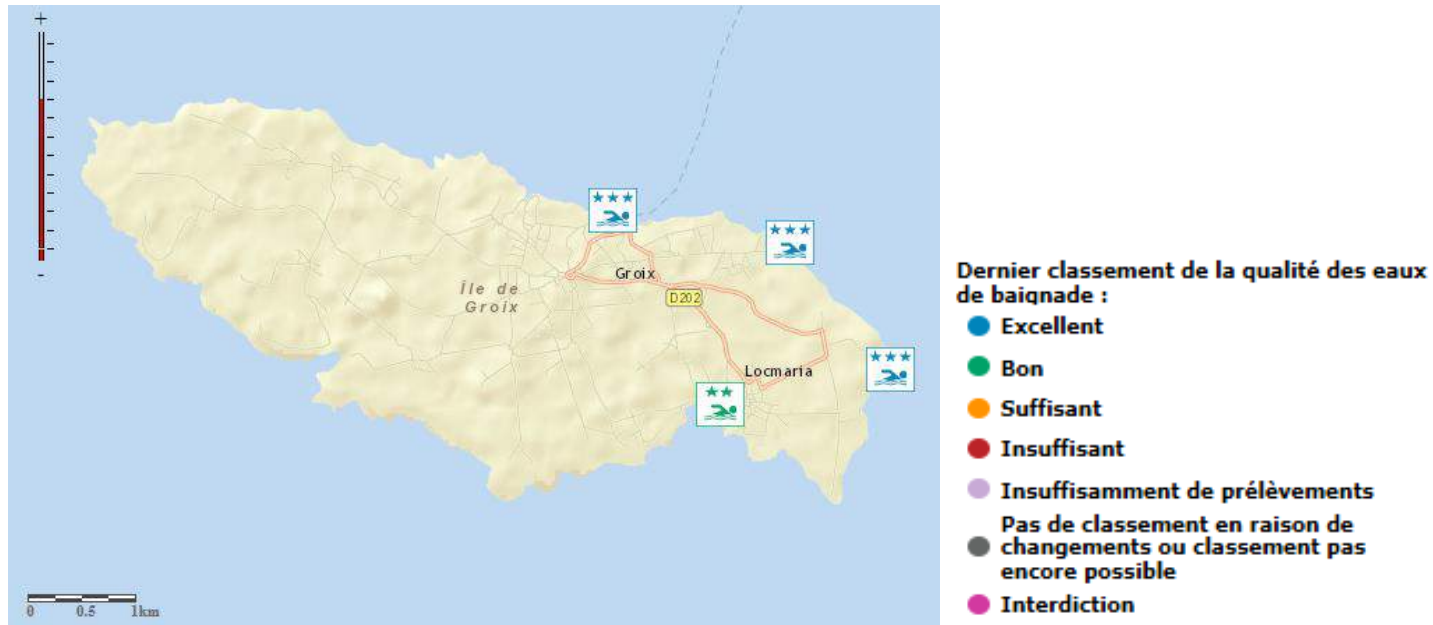 +
-
Île de
Groix
Groix
D202
Locmaria
0 0.5 1km
Dernier classement de la qualité des eaux
de baignade :
Excellent
Bon
Suffisant
Insuffisant
Insuffisamment de prélèvements
Pas de classement en raison de
changements ou classement pas
encore possible
Interdiction